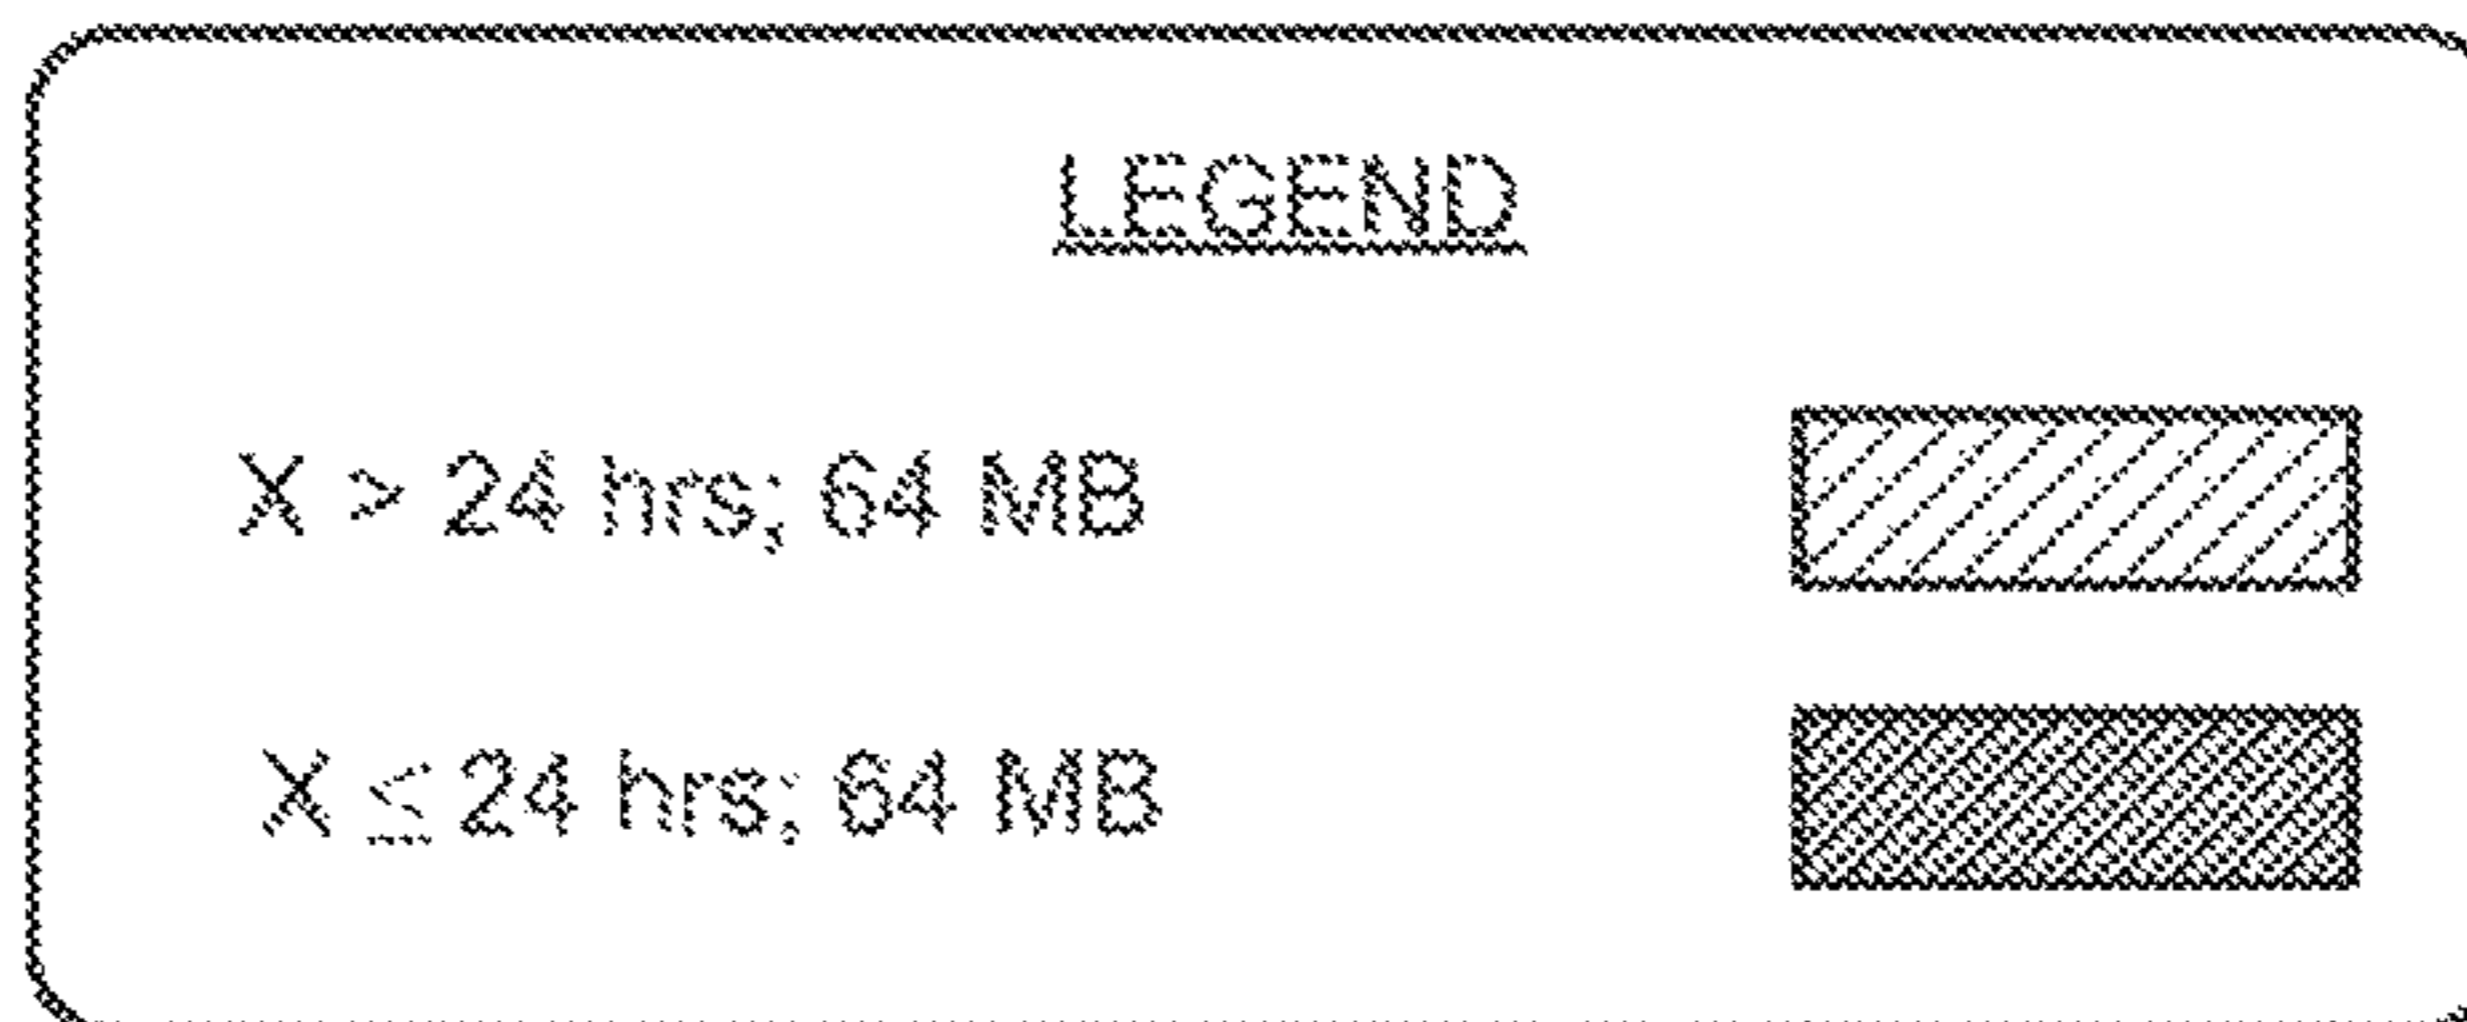 LEGEND
X > 24 hrs; 64 MB
X ≤ 24 hrs; 64 MB